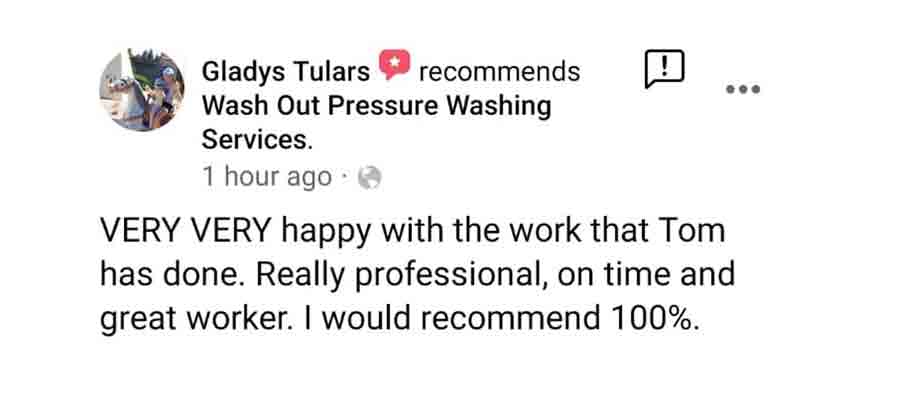 Gladys Tulars recommends
Wash Out Pressure Washing
Services.
1 hour ago ·
VERY VERY happy with the work that Tom
has done. Really professional, on time and
great worker. I would recommend 100%.